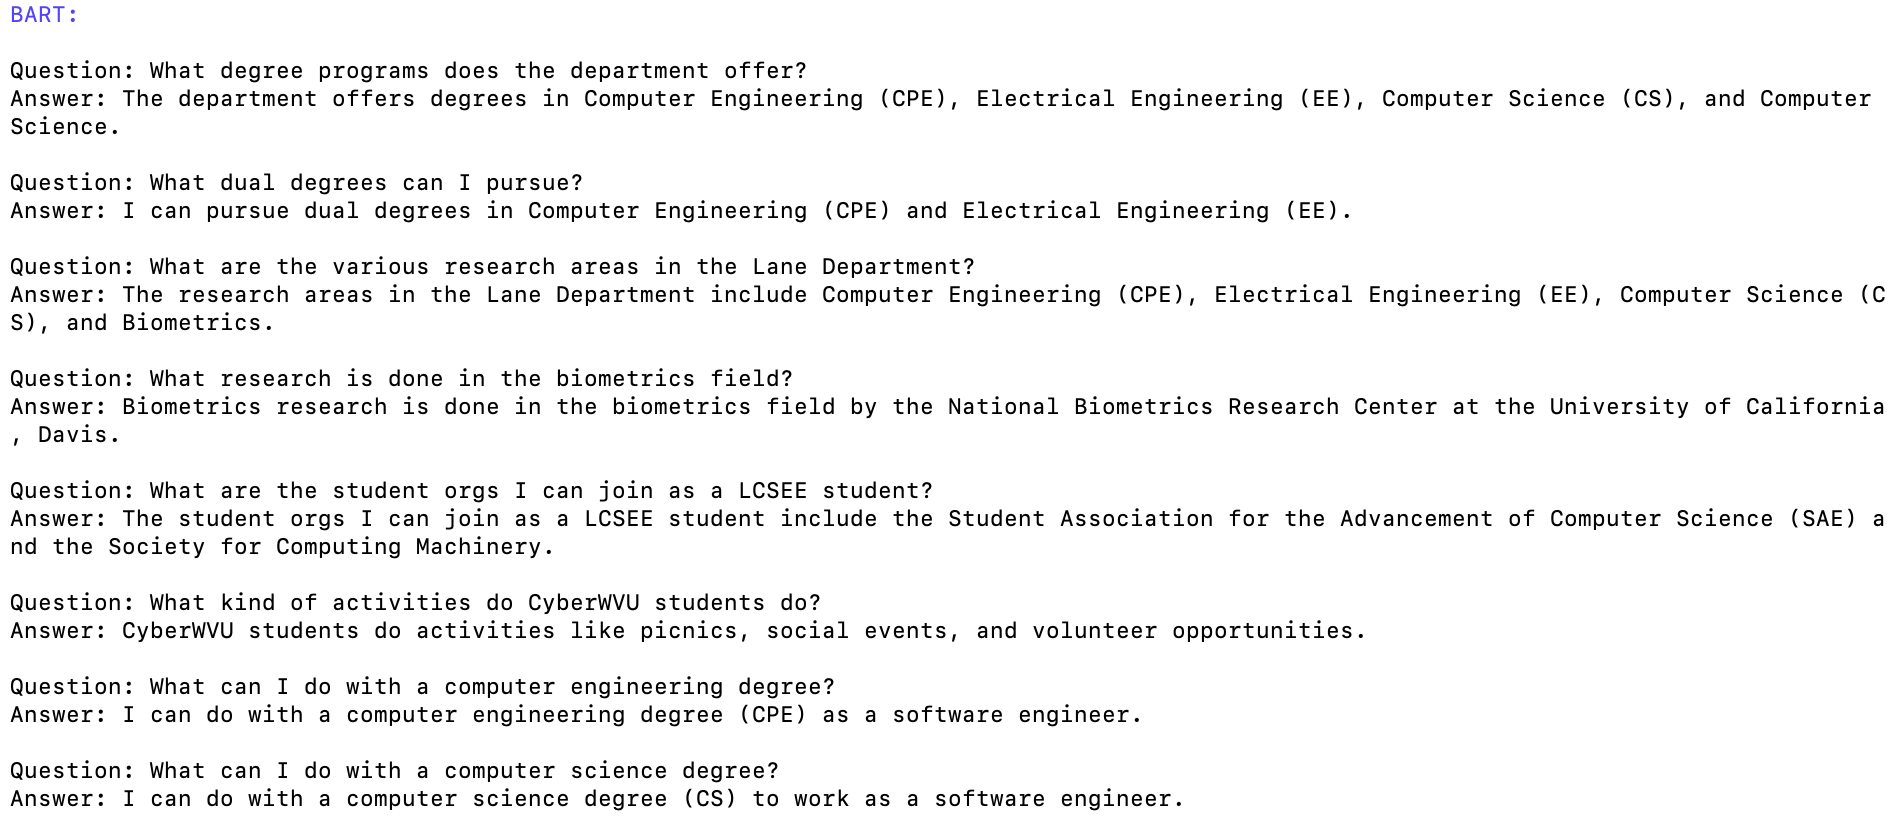 BART:
Question: What degree programs does the department offer?
Answer: The department offers degrees in Computer Engineering (CPE), Electrical Engineering (EE), Computer Science (CS), and Computer
Science.
Question: What dual degrees can I pursue?
Answer: I can pursue dual degrees in Computer Engineering (CPE) and Electrical Engineering (EE).
Question: What are the various research areas in the Lane Department?
Answer: The research areas in the Lane Department include Computer Engineering (CPE), Electrical Engineering (EE), Computer Science (C
S), and Biometrics.
Question: What research is done in the biometrics field?
Answer: Biometrics research is done in the biometrics field by the National Biometrics Research Center at the University of California
, Davis.
Question: What are the student orgs I can join as a LCSEE student?
Answer: The student orgs I can join as a LCSEE student include the Student Association for the Advancement of Computer Science (SAE) a
nd the Society for Computing Machinery.
Question: What kind of activities do CyberWVU students do?
Answer: CyberWVU students do activities like picnics, social events, and volunteer opportunities.
Question: What can I do with a computer engineering degree?
Answer: I can do with a computer engineering degree (CPE) as a software engineer.
Question: What can I do with a computer science degree?
Answer: I can do with a computer science degree (CS) to work as a software engineer.